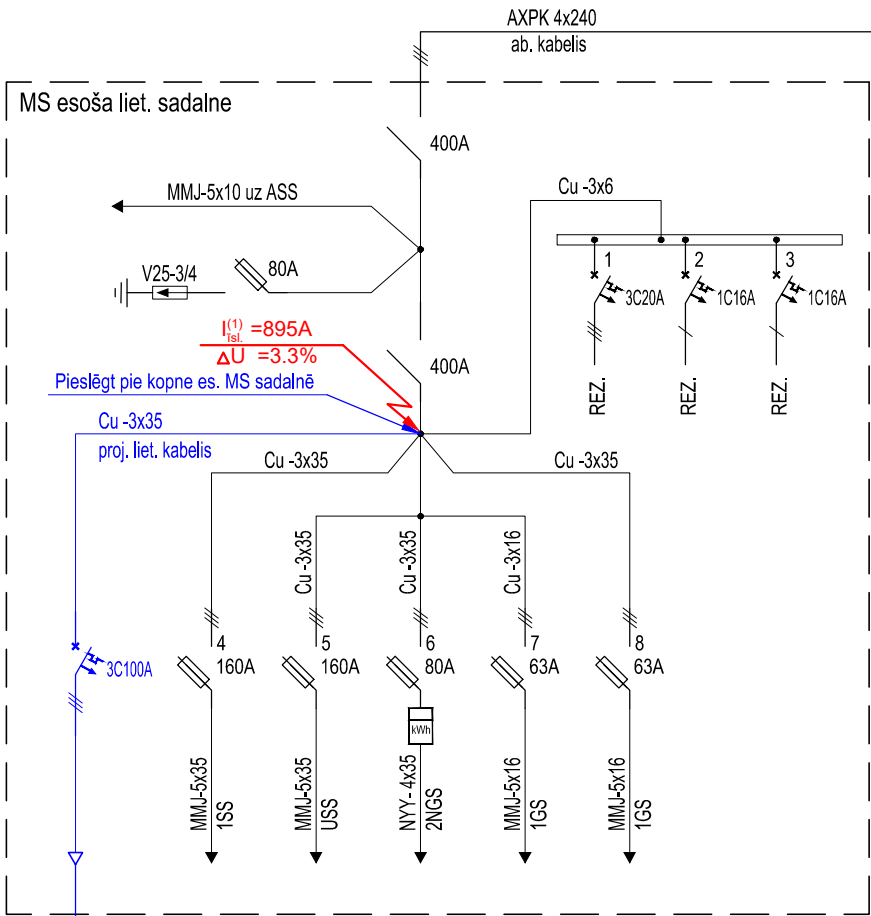 AXPK 4x240
ab. kabelis
MS esoša liet. sadalne
400A
MMJ-5x10 uz ASS
Cu -3x6
V25-3/4
80A
1
2
3
3C20A
1C16A
1C16A
I(1)īsl. =895A
ΔU =3.3%
400A
Pieslēgt pie kopne es. MS sadalnē
REZ.
REZ.
REZ.
Cu -3x35
proj. liet. kabelis
Cu -3x35
Cu -3x35
Cu -3x35
Cu -3x35
Cu -3x16
4
5
6
7
8
3C100A
160A
160A
80A
63A
63A
kWh
MMJ-5x35
1SS
MMJ-5x35
USS
NYY- 4x35
2NGS
MMJ-5x16
1GS
MMJ-5x16
1GS